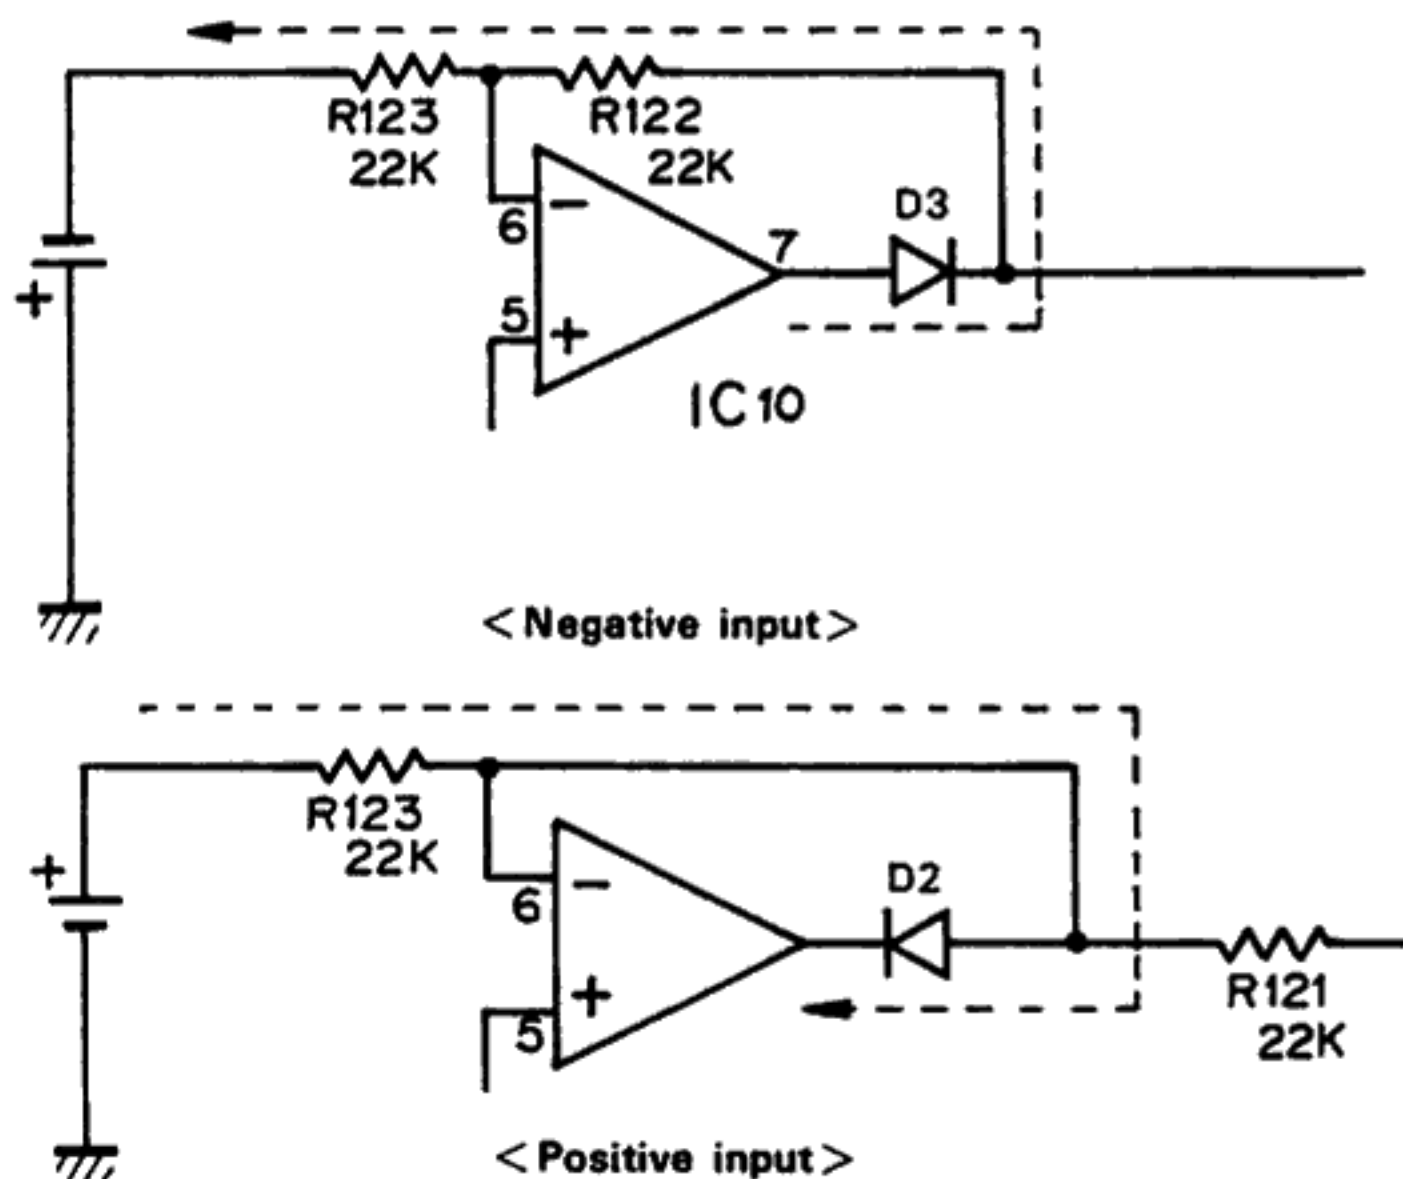 R123
22K
R122
22K
D3
6
7
5
−
+
+
IC10
<Negative input>
R123
22K
+
D2
6
−
+
5
R121
22K
<Positive input>